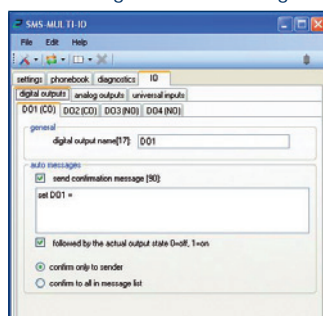 SMS-MULTI-IO
File Edit Help
settings phonebook diagnostics IO
digital outputs analog outputs universal inputs
DO1 (CO) DO2 (CO) DO3 (NO) DO4 (NO)
general
digital output name[17]: DO1
auto messages
send confirmation message [90]:
set DO1 =
followed by the actual output state 0=off, 1=on
confirm only to sender
confirm to all in message list